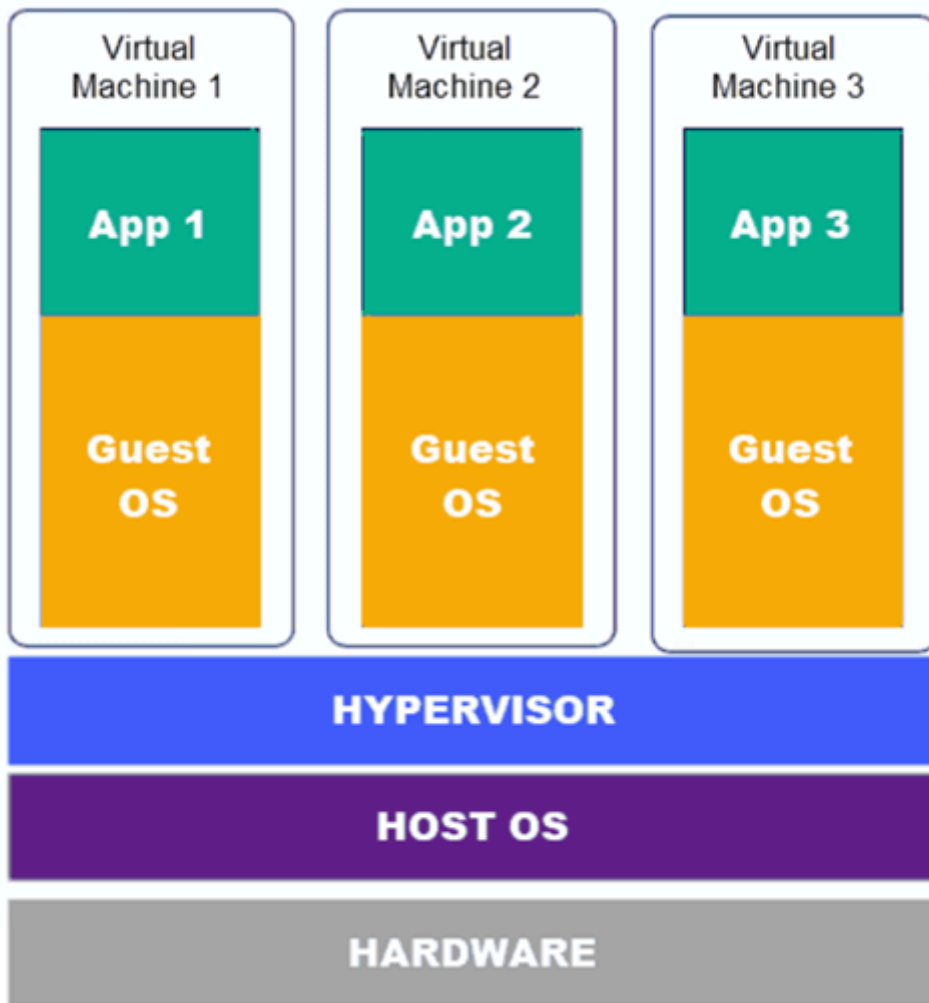 Virtual
Machine 1
Virtual
Machine 2
Virtual
Machine 3
App 1
App 2
App 3
Guest
OS
Guest
OS
Guest
OS
HYPERVISOR
HOST OS
HARDWARE